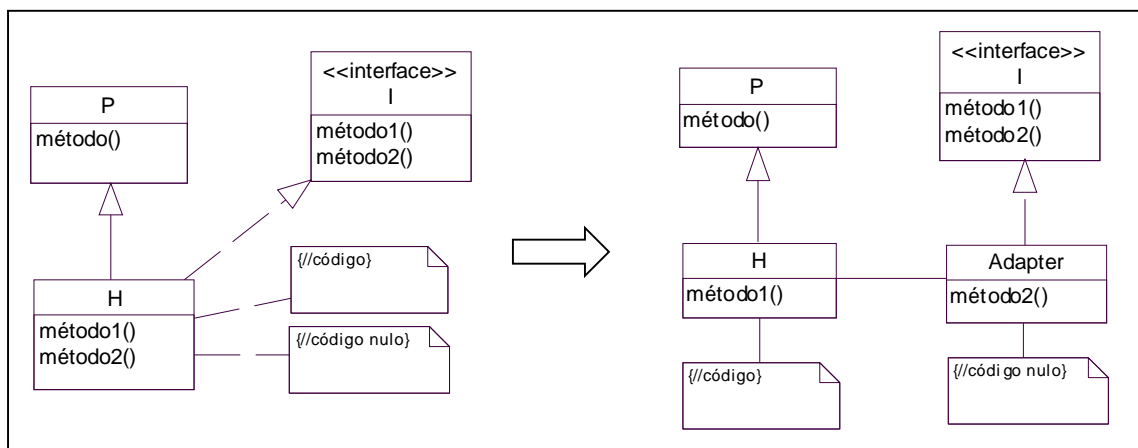 P
método()
<<interface>>
I
método1()
método2()
H
método1()
método2()
{//código}
{//código nulo}
P
método()
<<interface>>
I
método1()
método2()
H
método1()
Adapter
método2()
{//código}
{//código nulo}